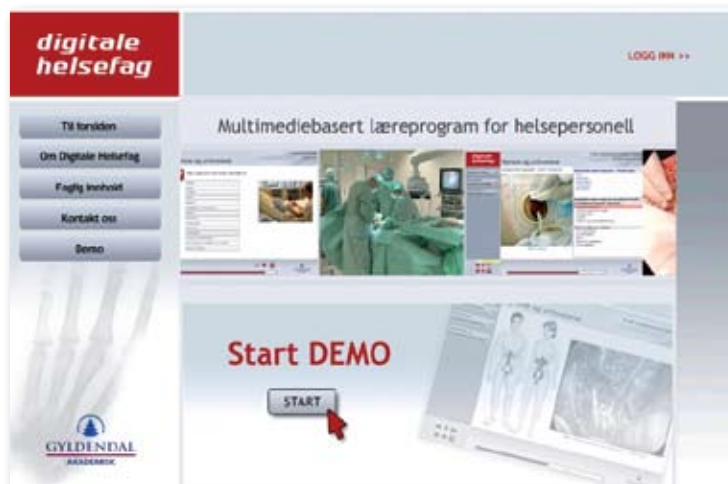 digitale
helsefag
LOGG INN >>
Til forsiden
Om Digitale Helsefag
Faglig innhold
Kontakt oss
Demo
Multimediebasert læreprogram for helsepersonell
Start DEMO
START
GYLDENDAL
AKADEMISK